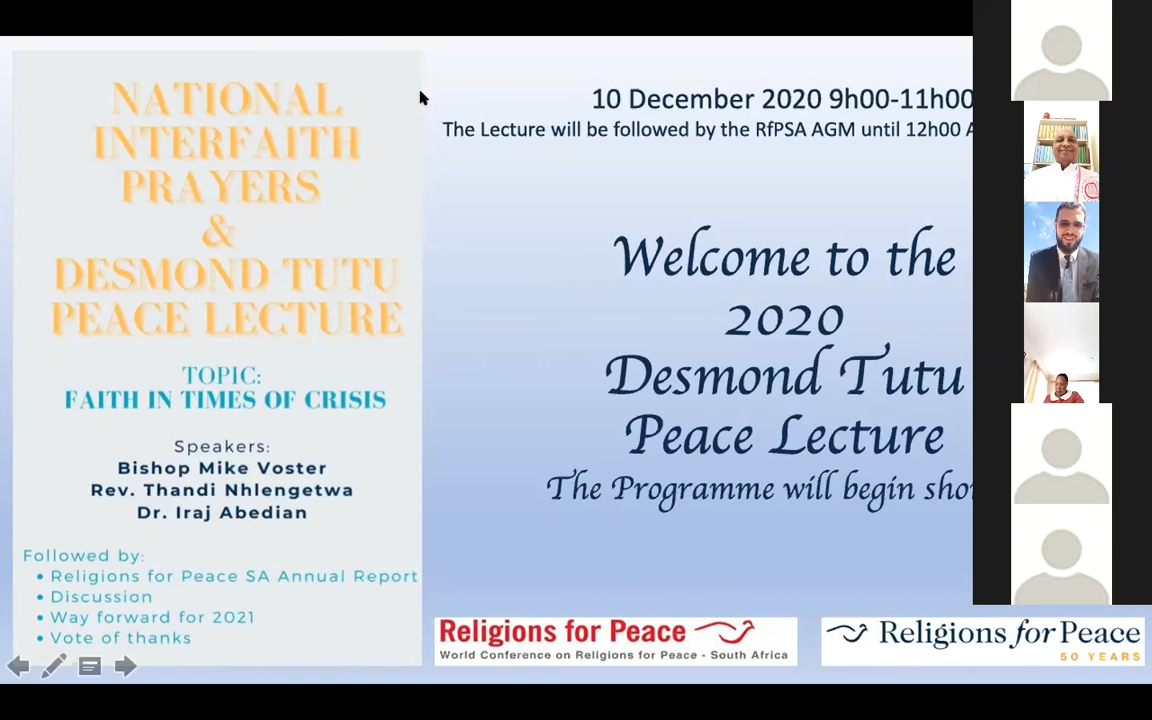 NATIONAL
INTERFAITH
PRAYERS
&
DESMOND TUTU
PEACE LECTURE
TOPIC:
FAITH IN TIMES OF CRISIS
Speakers:
Bishop Mike Voster
Rev. Thandi Nhlengetwa
Dr. Iraj Abedian
Followed by:
• Religions for Peace SA Annual Report
• Discussion
• Way forward for 2021
• Vote of thanks
10 December 2020 9h00-11h00
The Lecture will be followed by the RfPSA AGM until 12h00
Welcome to the
2020
Desmond Tutu
Peace Lecture
The Programme will begin
Religions for Peace
World Conference on Religions for Peace - South Africa
Religions for Peace
50 YEARS